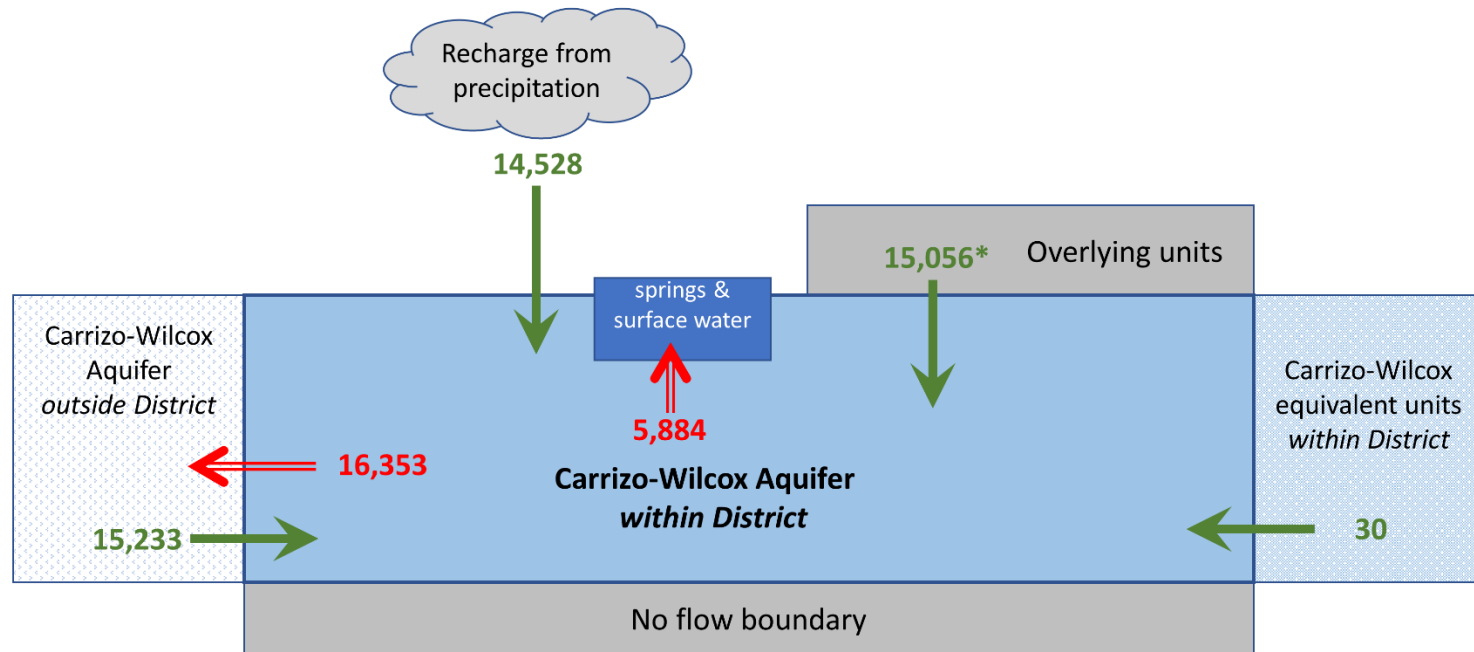 Recharge from
precipitation
14,528
15,056*
Overlying units
springs &
surface water
Carrizo-Wilcox
Aquifer
outside District
5,884
16,353
Carrizo-Wilcox Aquifer
within District
15,233
Carrizo-Wilcox
equivalent units
within District
30
No flow boundary